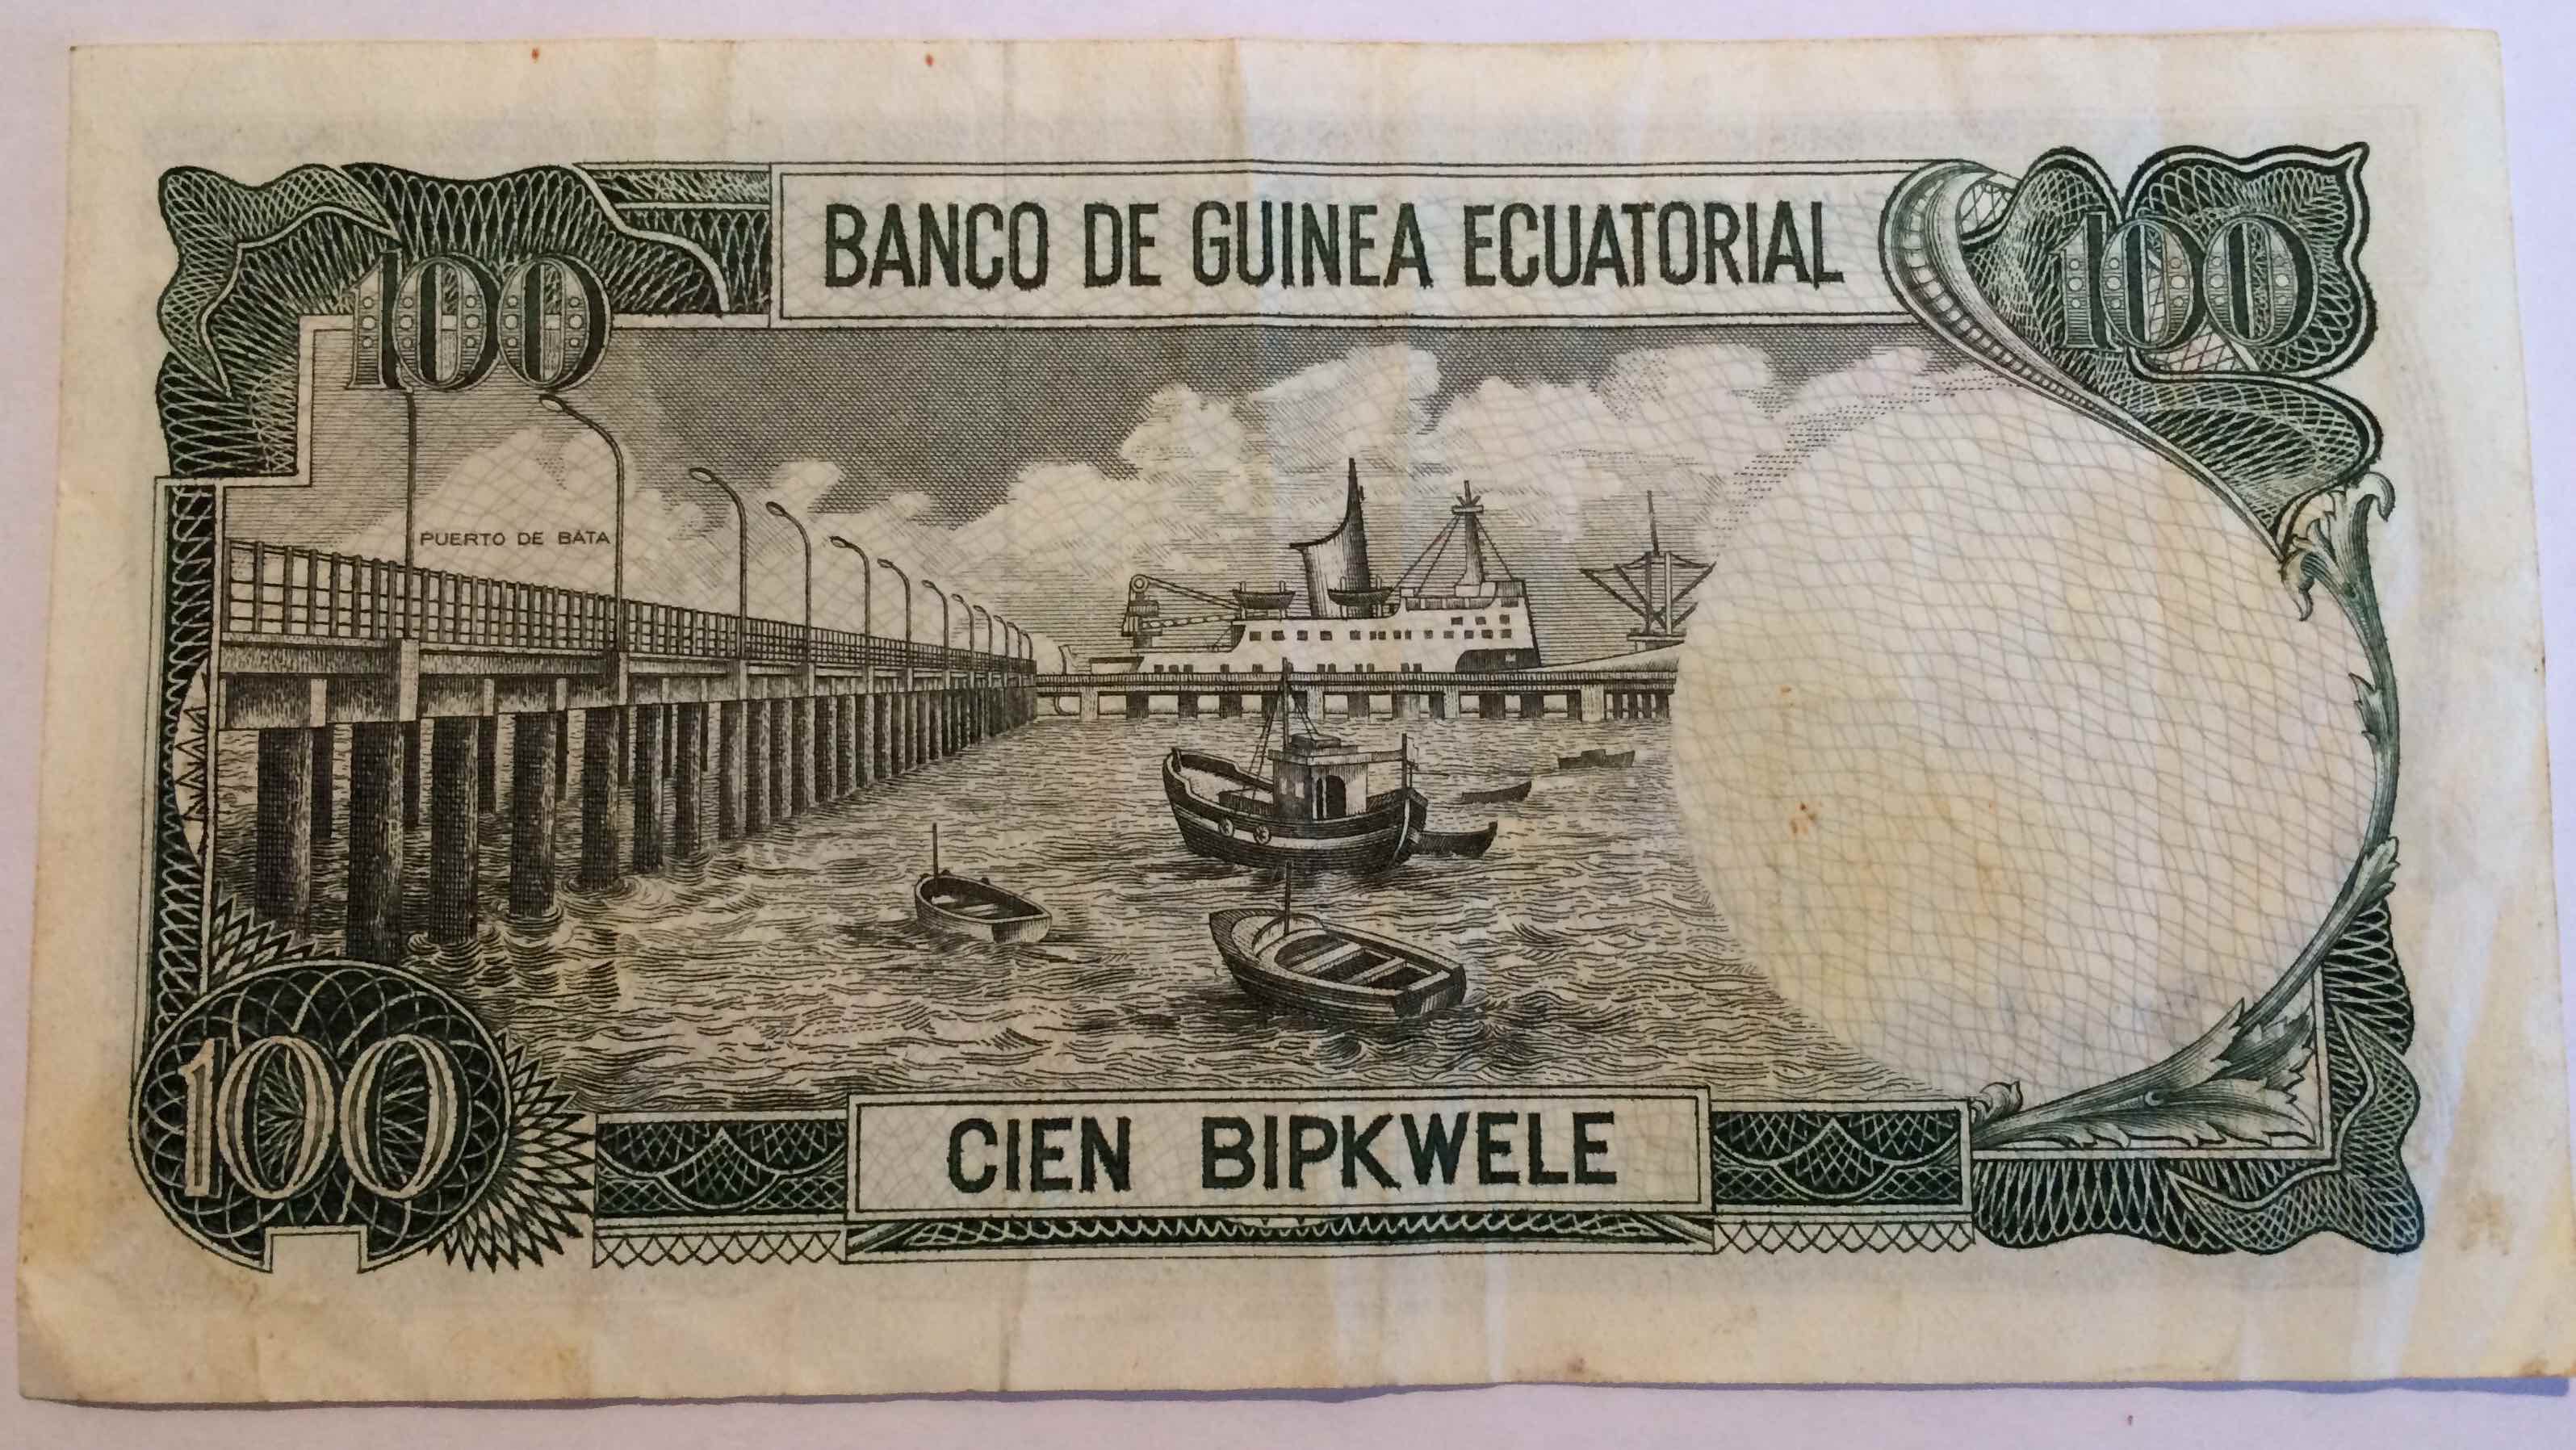 BANCO DE GUINEA ECUATORIAL
100
100
PUERTO DE BATA
100
CIEN BIPKWELE